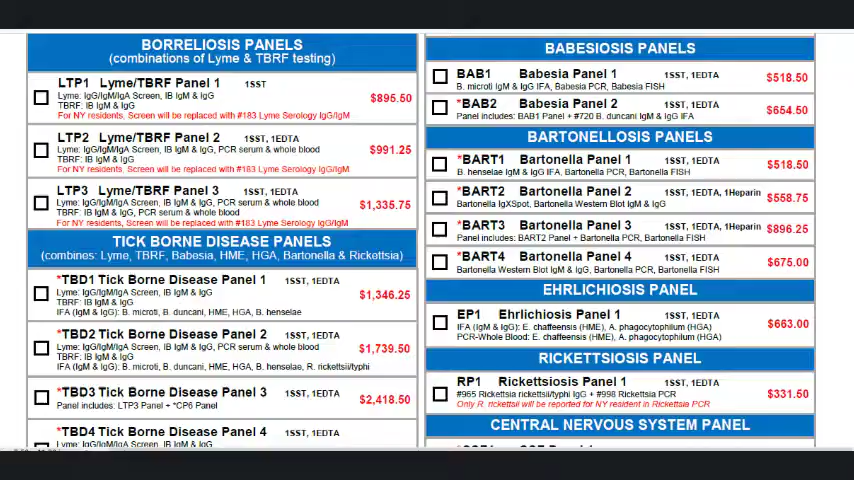 BORRELIOSIS PANELS
(combinations of Lyme & TBRF testing)
LTP1 Lyme/TBRF Panel 1 1SST
Lyme: IgG/IgM/IgA Screen, IB IgM & IgG
TBRF: IB IgM & IgG
For NY residents, Screen will be replaced with #183 Lyme Serology IgG/IgM
$895.50
LTP2 Lyme/TBRF Panel 2 1SST, 1EDTA
Lyme: IgG/IgM/IgA Screen, IB IgM & IgG, PCR serum & whole blood
TBRF: IB IgM & IgG
For NY residents, Screen will be replaced with #183 Lyme Serology IgG/IgM
$991.25
LTP3 Lyme/TBRF Panel 3 1SST, 1EDTA
Lyme: IgG/IgM/IgA Screen, IB IgM & IgG, PCR serum & whole blood
TBRF: IB IgM & IgG, PCR serum & whole blood
For NY residents, Screen will be replaced with #183 Lyme Serology IgG/IgM
$1,335.75
TICK BORNE DISEASE PANELS
(combines: Lyme, TBRF, Babesia, HME, HGA, Bartonella & Rickettsia)
*TBD1 Tick Borne Disease Panel 1 1SST, 1EDTA
Lyme: IgG/IgM/IgA Screen, IB IgM & IgG
TBRF: IB IgM & IgG
IFA (IgM & IgG): B. microti, B. duncani, HME, HGA, B. henselae
$1,346.25
*TBD2 Tick Borne Disease Panel 2 1SST, 1EDTA
Lyme: IgG/IgM/IgA Screen, IB IgM & IgG, PCR serum & whole blood
TBRF: IB IgM & IgG
IFA (IgM & IgG): B. microti, B. duncani, HME, HGA, B. henselae, R. rickettsii/typhi
$1,739.50
*TBD3 Tick Borne Disease Panel 3 1SST, 1EDTA
Panel includes: LTP3 Panel + *CP6 Panel
$2,418.50
*TBD4 Tick Borne Disease Panel 4 1SST, 1EDTA
Lyme: IgG/IgM/IgA Screen, IB IgM & IgG, PCR serum & whole blood
BABESIOSIS PANELS
BAB1 Babesia Panel 1 1SST, 1EDTA
B. microti IgM & IgG IFA, Babesia PCR, Babesia FISH
$518.50
*BAB2 Babesia Panel 2 1SST, 1EDTA
Panel includes: BAB1 Panel + #720 B. duncani IgM & IgG IFA
$654.50
BARTONELLOSIS PANELS
*BART1 Bartonella Panel 1 1SST, 1EDTA
B. henselae IgM & IgG IFA, Bartonella PCR, Bartonella FISH
$518.50
*BART2 Bartonella Panel 2 1SST, 1EDTA, 1Heparin
Bartonella IgXSpot, Bartonella Western Blot IgM & IgG
$558.75
*BART3 Bartonella Panel 3 1SST, 1EDTA, 1Heparin
Panel includes: BART2 Panel + Bartonella PCR, Bartonella FISH
$896.25
*BART4 Bartonella Panel 4 1SST, 1EDTA
Bartonella Western Blot IgM & IgG, Bartonella PCR, Bartonella FISH
$675.00
EHRLICHIOSIS PANEL
EP1 Ehrlichiosis Panel 1 1SST, 1EDTA
IFA (IgM & IgG): E. chaffeensis (HME), A. phagocytophilum (HGA)
PCR-Whole Blood: E. chaffeensis (HME), A. phagocytophilum (HGA)
$663.00
RICKETTSIOSIS PANEL
RP1 Rickettsiosis Panel 1 1SST, 1EDTA
#965 Rickettsia rickettsii/typhi IgG + #998 Rickettsia PCR
Only R. rickettsii will be reported for NY resident in Rickettsia PCR
$331.50
CENTRAL NERVOUS SYSTEM PANEL